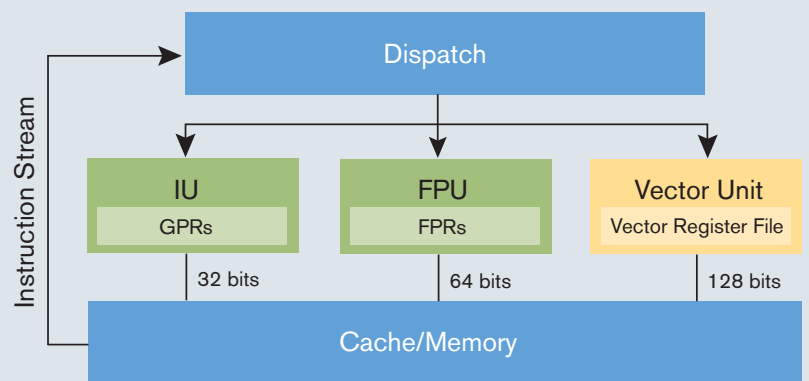 Dispatch
Instruction Stream
IU
GPRs
FPU
FPRs
Vector Unit
Vector Register File
32 bits
64 bits
128 bits
Cache/Memory